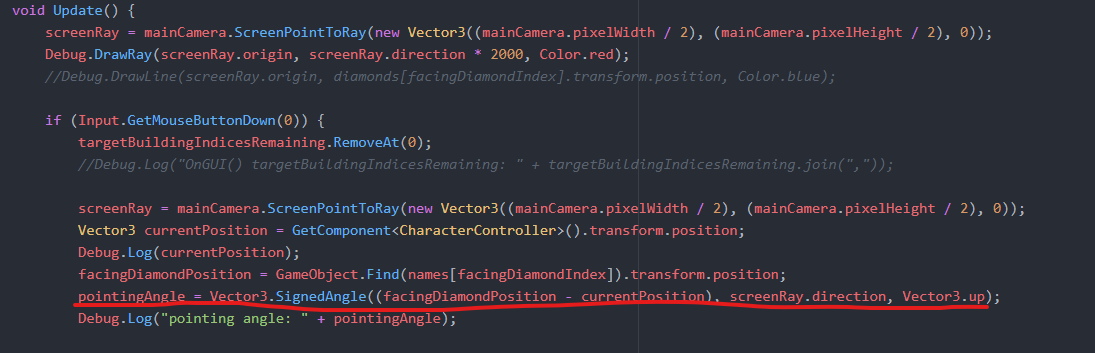 void Update() {
screenRay = mainCamera.ScreenPointToRay(new Vector3((mainCamera.pixelWidth / 2), (mainCamera.pixelHeight / 2), 0));
Debug.DrawRay(screenRay.origin, screenRay.direction * 2000, Color.red);
//Debug.DrawLine(screenRay.origin, diamonds[facingDiamondIndex].transform.position, Color.blue);
if (Input.GetMouseButtonDown(0)) {
targetBuildingIndicesRemaining.RemoveAt(0);
//Debug.Log("OnGUI() targetBuildingIndicesRemaining: " + targetBuildingIndicesRemaining.join(","));
screenRay = mainCamera.ScreenPointToRay(new Vector3((mainCamera.pixelWidth / 2), (mainCamera.pixelHeight / 2), 0));
Vector3 currentPosition = GetComponent<CharacterController>().transform.position;
Debug.Log(currentPosition);
facingDiamondPosition = GameObject.Find(names[facingDiamondIndex]).transform.position;
pointingAngle = Vector3.SignedAngle((facingDiamondPosition - currentPosition), screenRay.direction, Vector3.up);
Debug.Log("pointing angle: " + pointingAngle);